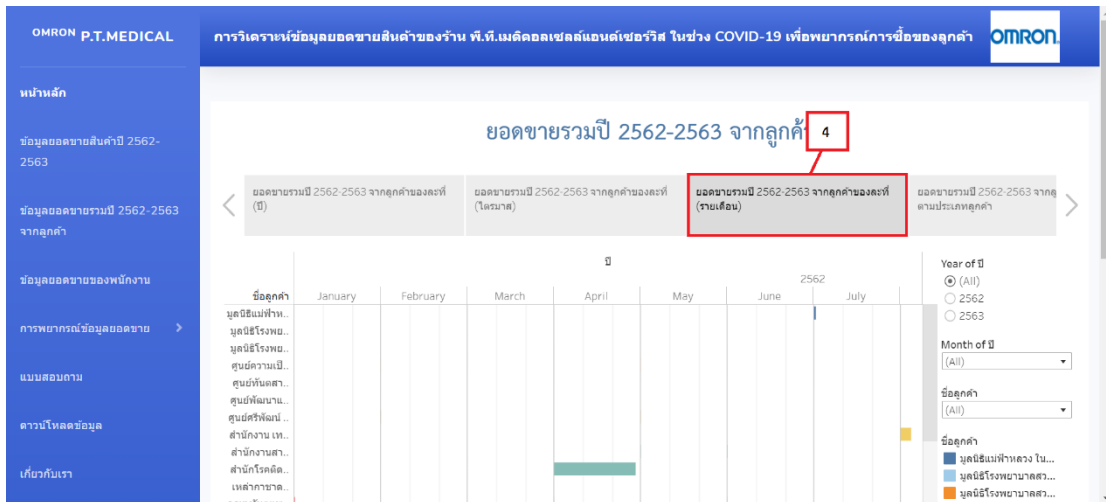 OMRON P.T.MEDICAL
การวิเคราะห์ข้อมูลยอดขายสินค้าของร้าน พี.ที.เมดิคอลเซลล์แอนด์เซอร์วิส ในช่วง COVID-19 เพื่อพยากรณ์การซื้อของลูกค้า
OMRON
หน้าหลัก
ข้อมูลยอดขายสินค้าปี 2562-
2563
ข้อมูลยอดขายรวมปี 2562-2563
จากลูกค้า
ข้อมูลยอดขายของพนักงาน
การพยากรณ์ข้อมูลยอดขาย
แบบสอบถาม
ดาวน์โหลดข้อมูล
เกี่ยวกับเรา
ยอดขายรวมปี 2562-2563 จากลูกค้า
4
ยอดขายรวมปี 2562-2563 จากลูกค้าของละที่
(ปี)
ยอดขายรวมปี 2562-2563 จากลูกค้าของละที่
(ไตรมาส)
ยอดขายรวมปี 2562-2563 จากลูกค้าของละที่
(รายเดือน)
ยอดขายรวมปี 2562-2563 จากลู
ตามประเภทลูกค้า
ปี
2562
ชื่อลูกค้า January February March April May June July
มูลนิธิแม่ฟ้าห..
มูลนิธิโรงพย..
มูลนิธิโรงพย..
ศูนย์ความเป็..
ศูนย์ทันตสา..
ศูนย์พัฒนาแ..
ศูนย์ศรีพัฒน์ ..
สำนักงาน เท..
สำนักงานสา..
สำนักโรคติด..
เหล่ากาชาด..
Year of ปี
(All)
2562
2563
Month of ปี
(All)
ชื่อลูกค้า
(All)
ชื่อลูกค้า
มูลนิธิแม่ฟ้าหลวง ใน...
มูลนิธิโรงพยาบาลสว...
มูลนิธิโรงพยาบาลสว...